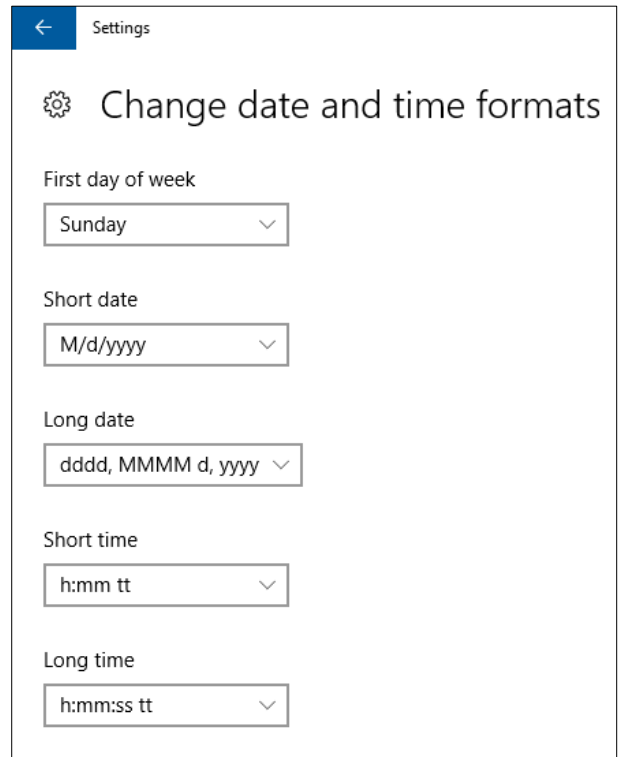 Settings
Change date and time formats
First day of week
Sunday
Short date
M/d/yyyy
Long date
dddd, MMMM d, yyyy
Short time
h:mm tt
Long time
h:mm:ss tt